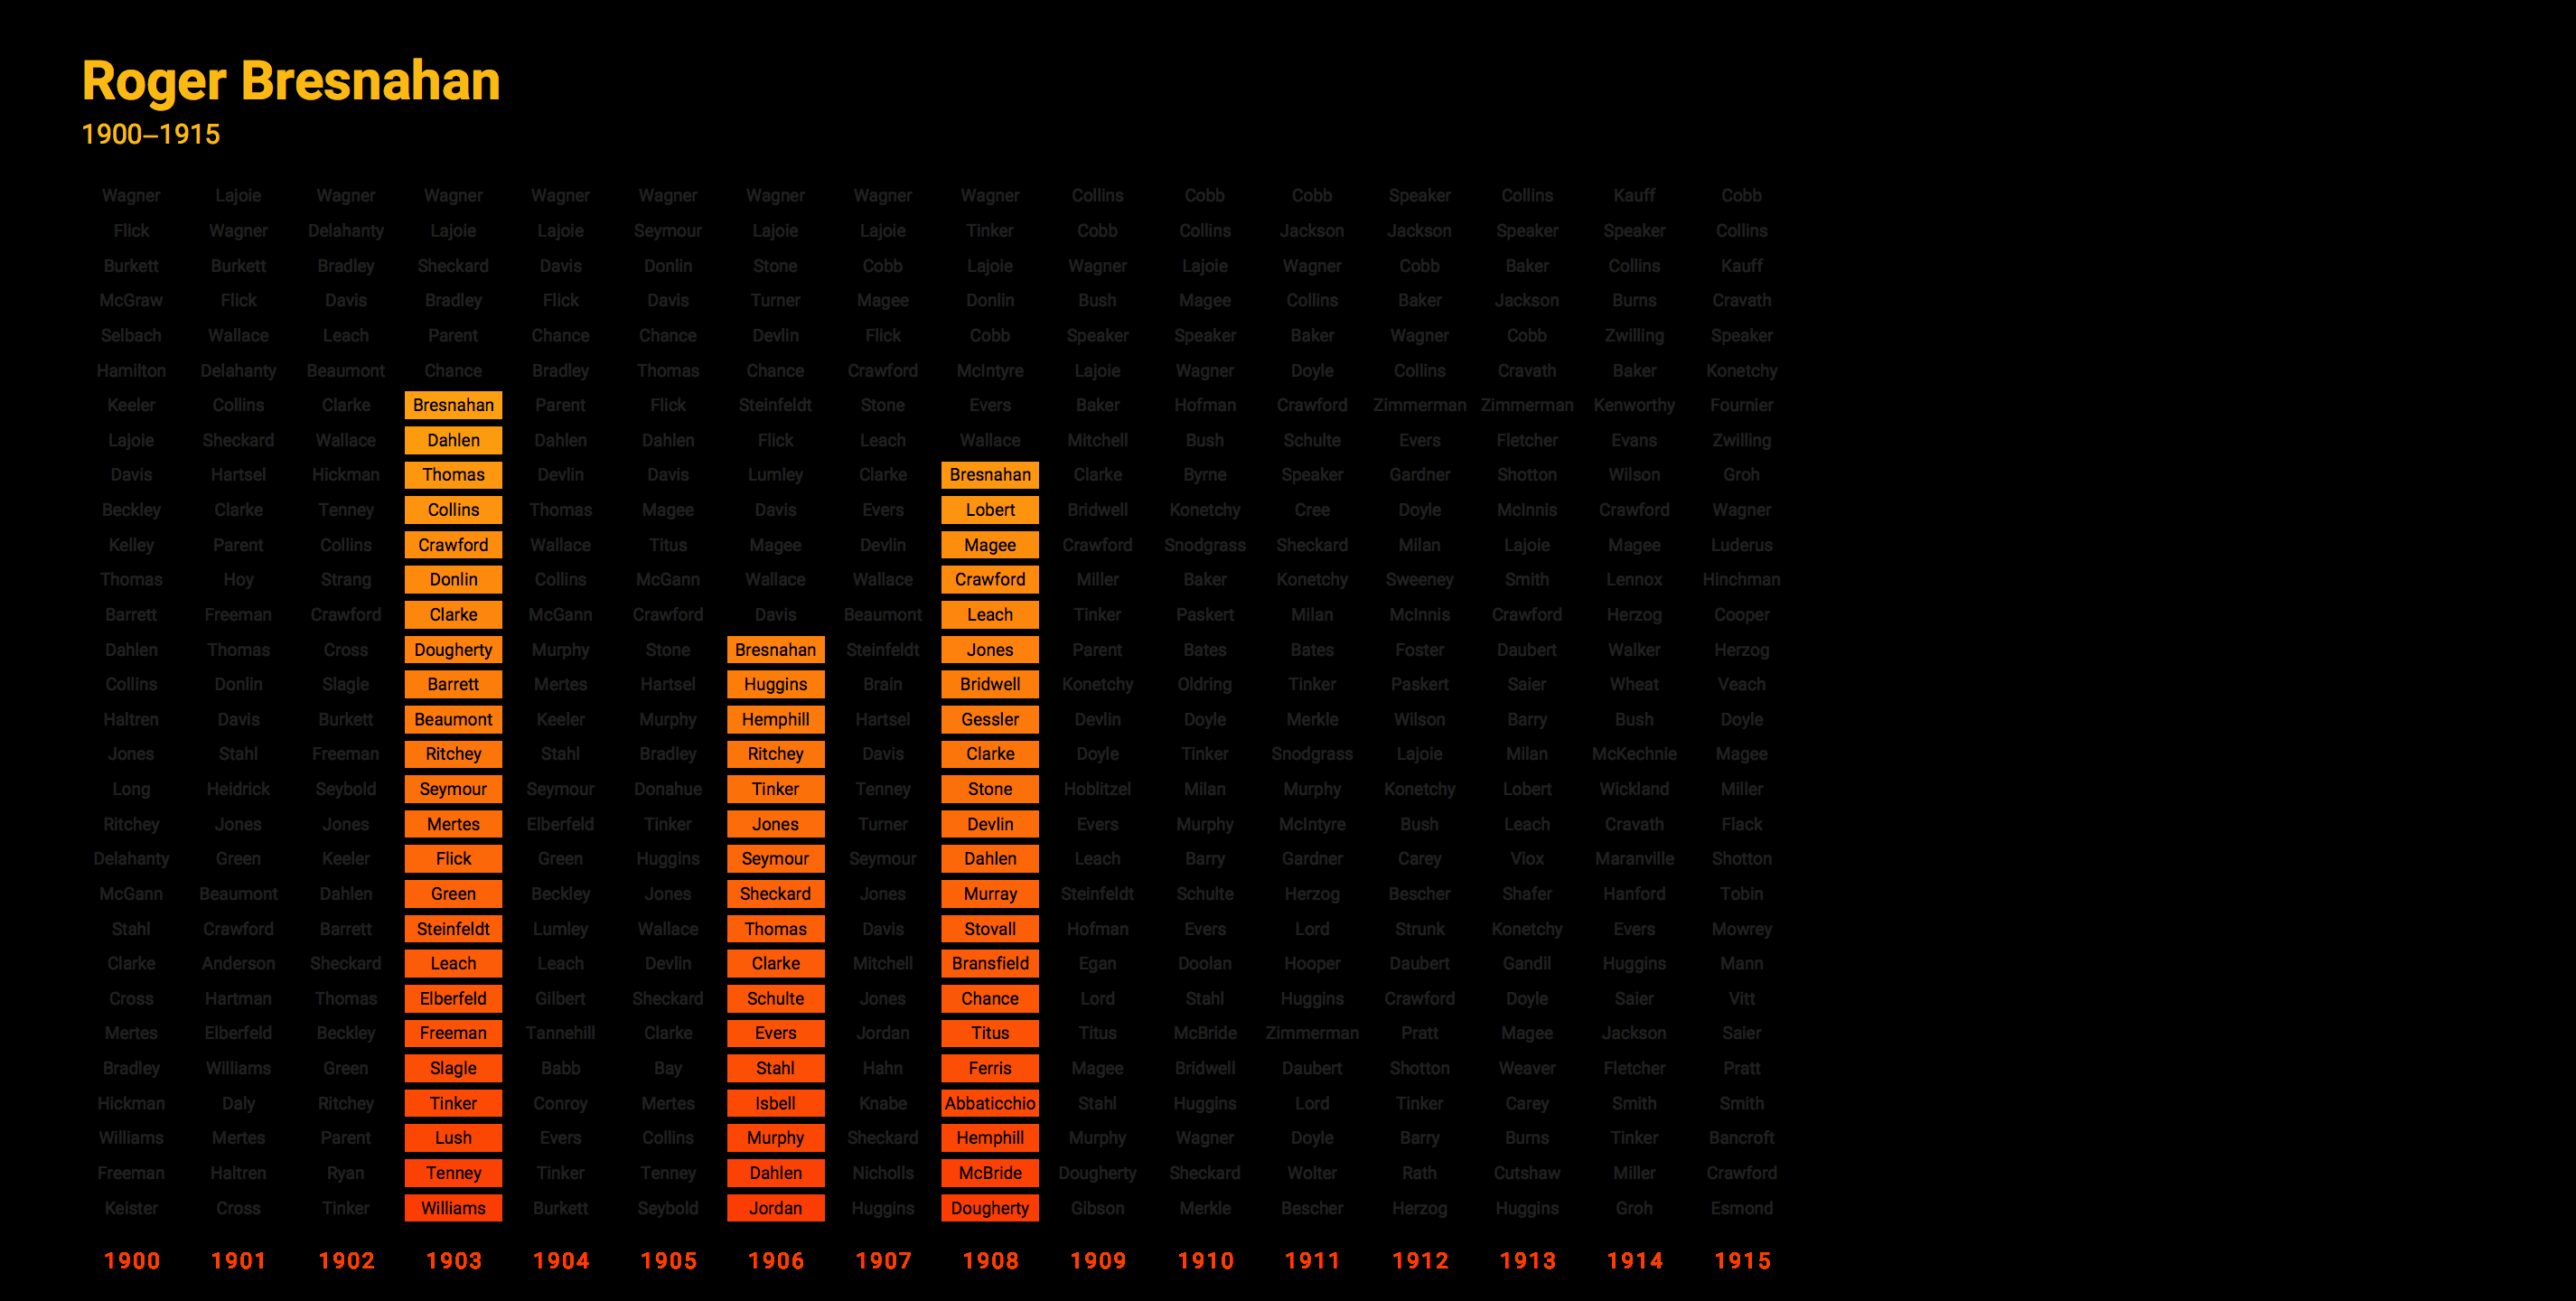 Roger Bresnahan
1900–1915
Wagner Lajoie Wagner Wagner Wagner Wagner Wagner Wagner Wagner Collins Cobb Cobb Speaker Collins Kauff Cobb
Flick Wagner Delahanty Lajoie Lajoie Seymour Lajoie Lajoie Tinker Cobb Collins Jackson Jackson Speaker Speaker Collins
Burkett Burkett Bradley Sheckard Davis Donlin Stone Cobb Lajoie Wagner Lajoie Wagner Cobb Baker Collins Kauff
McGraw Flick Davis Bradley Flick Davis Turner Magee Donlin Bush Magee Collins Baker Jackson Burns Cravath
Selbach Wallace Leach Parent Chance Chance Devlin Flick Cobb Speaker Speaker Baker Wagner Cobb Zwilling Speaker
Hamilton Delahanty Beaumont Chance Bradley Thomas Chance Crawford McIntyre Lajoie Wagner Doyle Collins Cravath Baker Konetchy
Keeler Collins Clarke Bresnahan Parent Flick Steinfeldt Stone Evers Baker Hofman Crawford Zimmerman Zimmerman Kenworthy Fournier
Lajoie Sheckard Wallace Dahlen Dahlen Dahlen Flick Leach Wallace Mitchell Bush Schulte Evers Fletcher Evans Zwilling
Davis Hartsel Hickman Thomas Devlin Davis Lumley Clarke Bresnahan Clarke Byrne Speaker Gardner Shotton Wilson Groh
Beckley Clarke Tenney Collins Thomas Magee Davis Evers Lobert Bridwell Konetchy Cree Doyle McInnis Crawford Wagner
Kelley Parent Collins Crawford Wallace Titus Magee Devlin Magee Crawford Snodgrass Sheckard Milan Lajoie Magee Luderus
Thomas Hoy Strang Donlin Collins McGann Wallace Wallace Crawford Miller Baker Konetchy Sweeney Smith Lennox Hinchman
Barrett Freeman Crawford Clarke McGann Crawford Davis Beaumont Leach Tinker Paskert Milan McInnis Crawford Herzog Cooper
Dahlen Thomas Cross Dougherty Murphy Stone Bresnahan Steinfeldt Jones Parent Bates Bates Foster Daubert Walker Herzog
Collins Donlin Slagle Barrett Mertes Hartsel Huggins Brain Bridwell Konetchy Oldring Tinker Paskert Saier Wheat Veach
Haltren Davis Burkett Beaumont Keeler Murphy Hemphill Hartsel Gessler Devlin Doyle Merkle Wilson Barry Bush Doyle
Jones Stahl Freeman Ritchey Stahl Bradley Ritchey Davis Clarke Doyle Tinker Snodgrass Lajoie Milan McKechnie Magee
Long Heidrick Seybold Seymour Seymour Donahue Tinker Tenney Stone Hoblitzel Milan Murphy Konetchy Lobert Wickland Miller
Ritchey Jones Jones Mertes Elberfeld Tinker Jones Turner Devlin Evers Murphy McIntyre Bush Leach Cravath Flack
Delahanty Green Keeler Flick Green Huggins Seymour Seymour Dahlen Leach Barry Gardner Carey Viox Maranville Shotton
McGann Beaumont Dahlen Green Beckley Jones Sheckard Jones Murray Steinfeldt Schulte Herzog Bescher Shafer Hanford Tobin
Stahl Crawford Barrett Steinfeldt Lumley Wallace Thomas Davis Stovall Hofman Evers Lord Strunk Konetchy Evers Mowrey
Clarke Anderson Sheckard Leach Leach Devlin Clarke Mitchell Bransfield Egan Doolan Hooper Daubert Gandil Huggins Mann
Cross Hartman Thomas Elberfeld Gilbert Sheckard Schulte Jones Chance Lord Stahl Huggins Crawford Doyle Saier Vitt
Mertes Elberfeld Beckley Freeman Tannehill Clarke Evers Jordan Titus Titus McBride Zimmerman Pratt Magee Jackson Saier
Bradley Williams Green Slagle Babb Bay Stahl Hahn Ferris Magee Bridwell Daubert Shotton Weaver Fletcher Pratt
Hickman Daly Ritchey Tinker Conroy Mertes Isbell Knabe Abbaticchio Stahl Huggins Lord Tinker Carey Smith Smith
Williams Mertes Parent Lush Evers Collins Murphy Sheckard Hemphill Murphy Wagner Doyle Barry Burns Tinker Bancroft
Freeman Haltren Ryan Tenney Tinker Tenney Dahlen Nicholls McBride Dougherty Sheckard Wolter Rath Cutshaw Miller Crawford
Keister Cross Tinker Williams Burkett Seybold Jordan Huggins Dougherty Gibson Merkle Bescher Herzog Huggins Groh Esmond
1900 1901 1902 1903 1904 1905 1906 1907 1908 1909 1910 1911 1912 1913 1914 1915